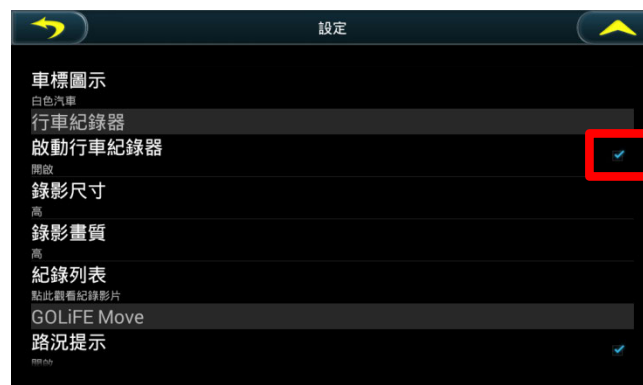 設定
車標圖示
白色汽車
行車紀錄器
啟動行車紀錄器
開啟
錄影尺寸
高
錄影畫質
高
紀錄列表
點此觀看紀錄影片
GOLiFE Move
路況提示
開啟